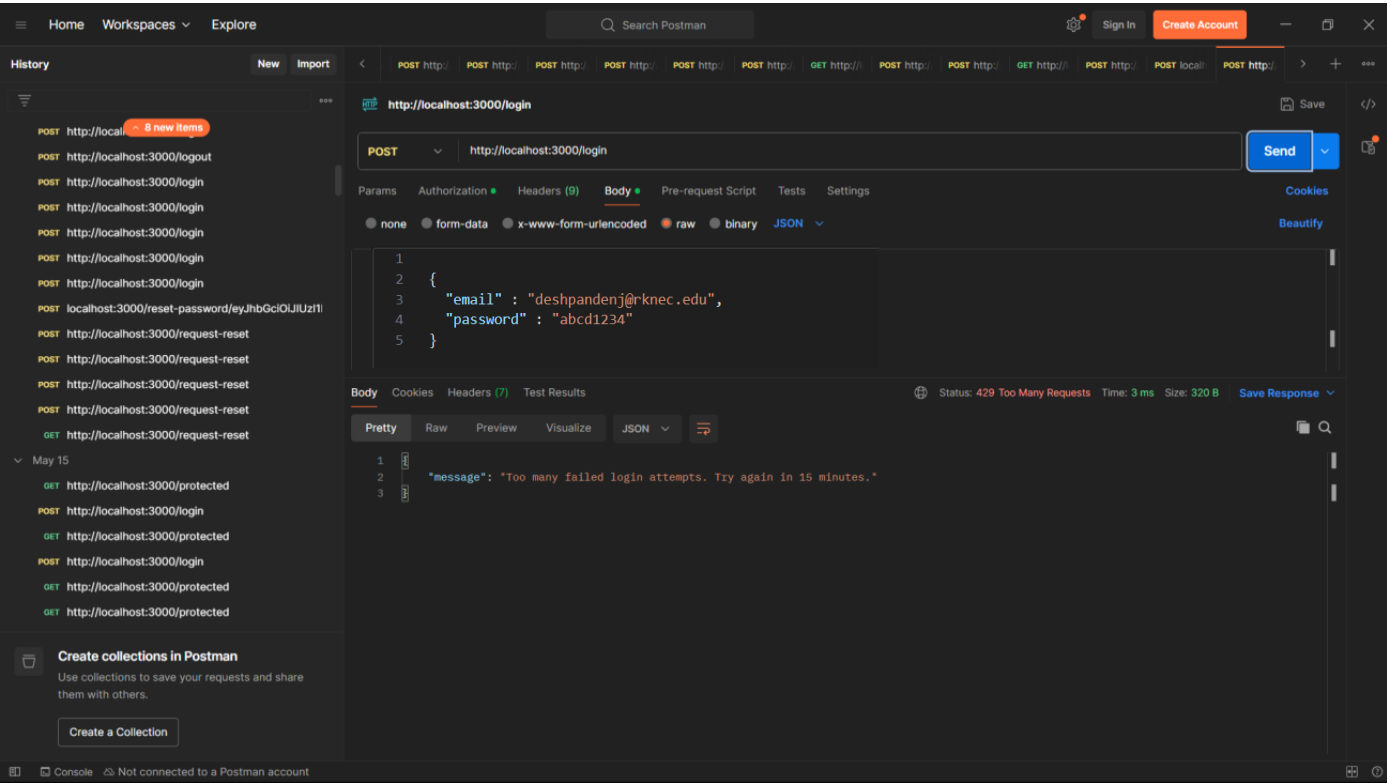 Home Workspaces Explore Search Postman Sign In Create Account
History New Import
POST http:/ POST http:/ POST http:/ POST http:/ POST http:/ POST http:/ GET http://l POST http:/ POST http:/ GET http://l POST http:/ POST locall POST http:/
HTTP http://localhost:3000/login Save
8 new items
POST http://local
POST http://localhost:3000/logout
POST http://localhost:3000/login
POST http://localhost:3000/login
POST http://localhost:3000/login
POST http://localhost:3000/login
POST http://localhost:3000/login
POST localhost:3000/reset-password/eyJhbGciOiJIUzI1I
POST http://localhost:3000/request-reset
POST http://localhost:3000/request-reset
POST http://localhost:3000/request-reset
POST http://localhost:3000/request-reset
GET http://localhost:3000/request-reset
May 15
GET http://localhost:3000/protected
POST http://localhost:3000/login
GET http://localhost:3000/protected
POST http://localhost:3000/login
GET http://localhost:3000/protected
GET http://localhost:3000/protected
Create collections in Postman
Use collections to save your requests and share
them with others.
Create a Collection
POST http://localhost:3000/login Send
Params Authorization Headers (9) Body Pre-request Script Tests Settings Cookies
none form-data x-www-form-urlencoded raw binary JSON Beautify
1
2 {
3 "email" : "deshpandenj@rknec.edu",
4 "password" : "abcd1234"
5 }
Body Cookies Headers (7) Test Results Status: 429 Too Many Requests Time: 3 ms Size: 320 B Save Response
Pretty Raw Preview Visualize JSON
1 {
2 "message": "Too many failed login attempts. Try again in 15 minutes."
3 }
Console Not connected to a Postman account